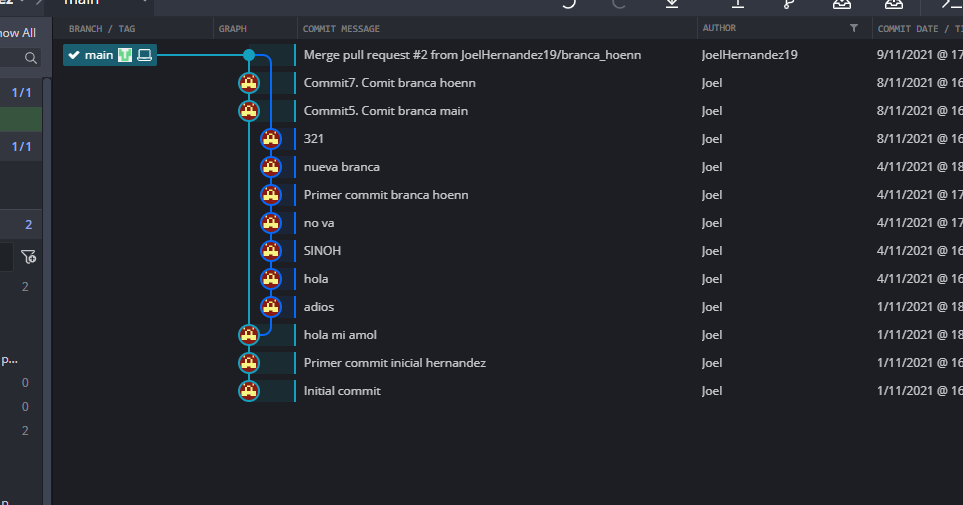 main
how All
BRANCH / TAG GRAPH COMMIT MESSAGE AUTHOR COMMIT DATE / TI
main Merge pull request #2 from JoelHernandez19/branca_hoenn JoelHernandez19 9/11/2021 @ 17
1/1 Commit7. Comit branca hoenn Joel 8/11/2021 @ 16
Commit5. Comit branca main Joel 8/11/2021 @ 16
1/1 321 Joel 8/11/2021 @ 16
nueva branca Joel 4/11/2021 @ 18
Primer commit branca hoenn Joel 4/11/2021 @ 17
2 no va Joel 4/11/2021 @ 17
SINOH Joel 4/11/2021 @ 16
2 hola Joel 4/11/2021 @ 16
adios Joel 1/11/2021 @ 18
hola mi amol Joel 1/11/2021 @ 18
p... Primer commit inicial hernandez Joel 1/11/2021 @ 16
0 Initial commit Joel 1/11/2021 @ 16
0
2